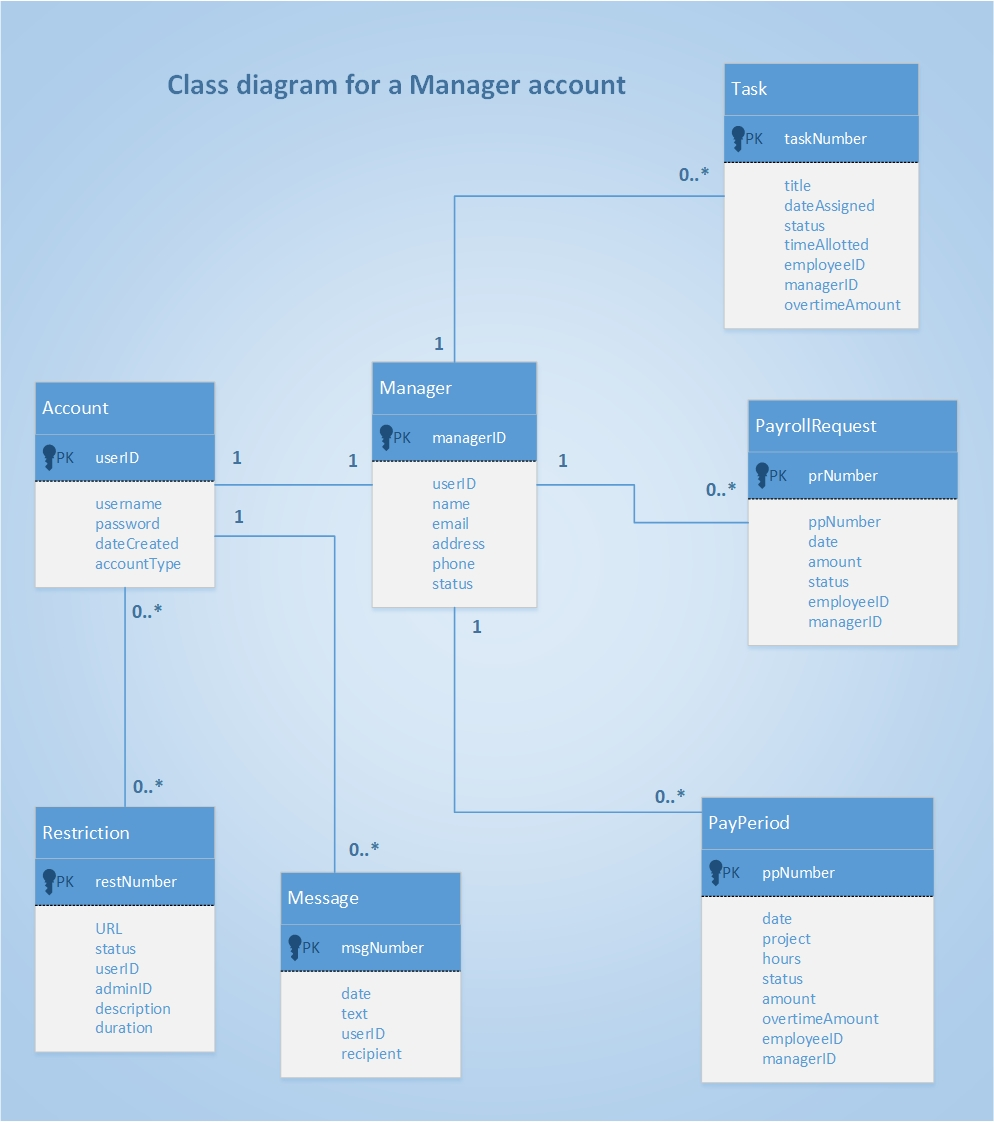 Class diagram for a Manager account
Task
PK taskNumber
title
dateAssigned
status
timeAllotted
employeeID
managerID
overtimeAmount
0..*
1
Manager
PK managerID
userID
name
email
address
phone
status
Account
PK userID
username
password
dateCreated
accountType
1
1
1
1
0..*
PayrollRequest
PK prNumber
ppNumber
date
amount
status
employeeID
managerID
0..*
0..*
1
0..*
0..*
Restriction
PK restNumber
URL
status
userID
adminID
description
duration
Message
PK msgNumber
date
text
userID
recipient
PayPeriod
PK ppNumber
date
project
hours
status
amount
overtimeAmount
employeeID
managerID